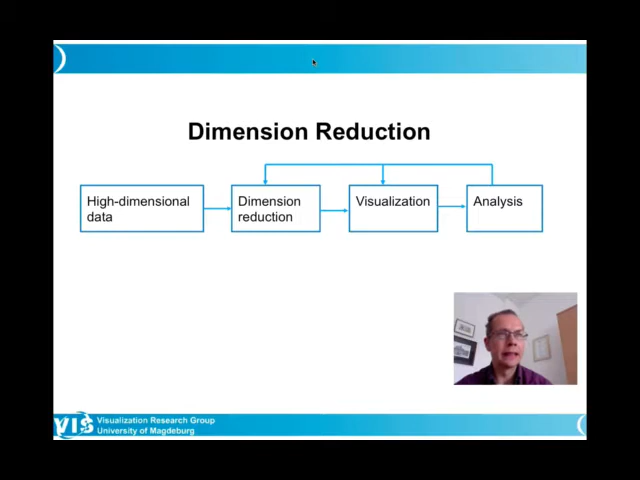 Dimension Reduction
High-dimensional
data
Dimension
reduction
Visualization
Analysis
VIS
Visualization Research Group
University of Magdeburg